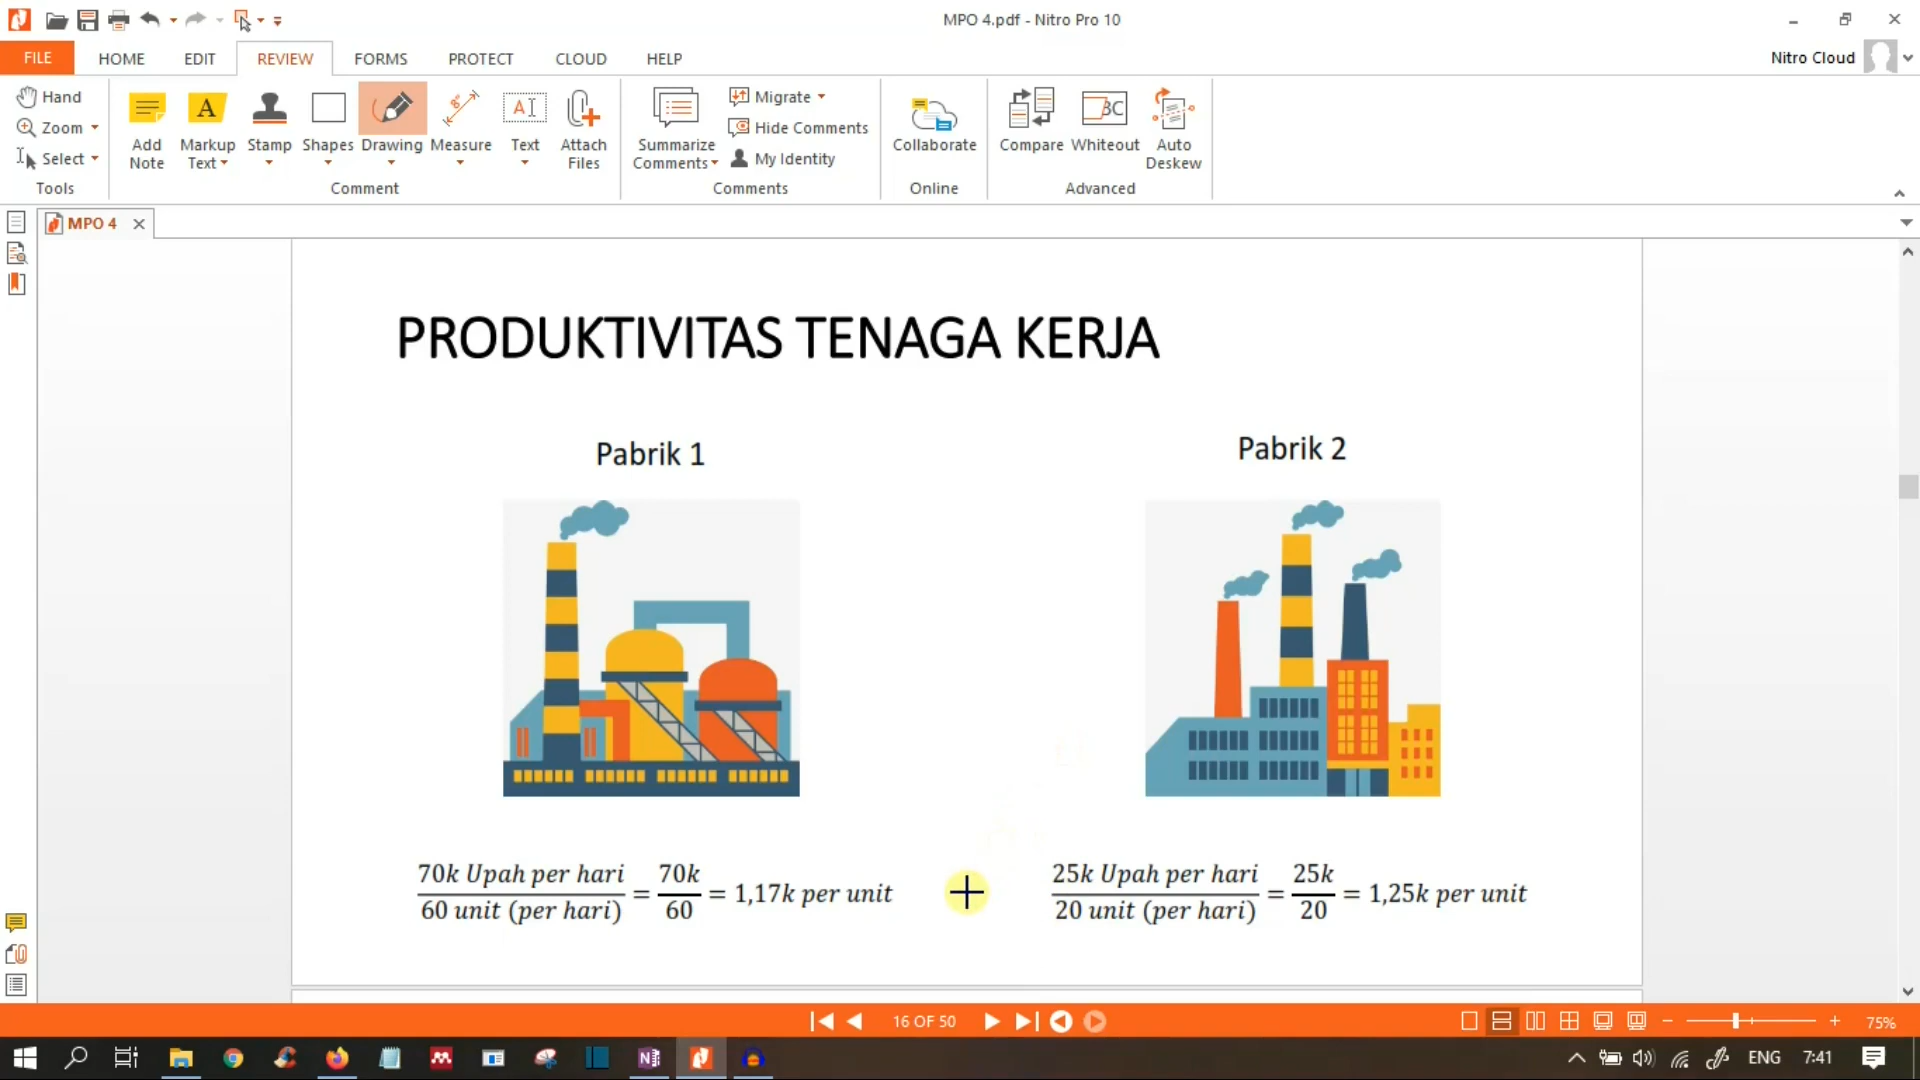 MPO 4.pdf - Nitro Pro 10
FILE HOME EDIT REVIEW FORMS PROTECT CLOUD HELP
Nitro Cloud
Hand
Zoom
Select
Tools
Add Note
Markup Text
Stamp
Shapes
Drawing
Measure
Text
Attach Files
Comment
Summarize Comments
Migrate
Hide Comments
My Identity
Comments
Collaborate
Online
Compare
Whiteout
Auto Deskew
Advanced
MPO 4
PRODUKTIVITAS TENAGA KERJA
Pabrik 1
Pabrik 2
70k Upah per hari / 60 unit (per hari) = 70k / 60 = 1,17k per unit
25k Upah per hari / 20 unit (per hari) = 25k / 20 = 1,25k per unit
16 OF 50
75%
ENG
7:41